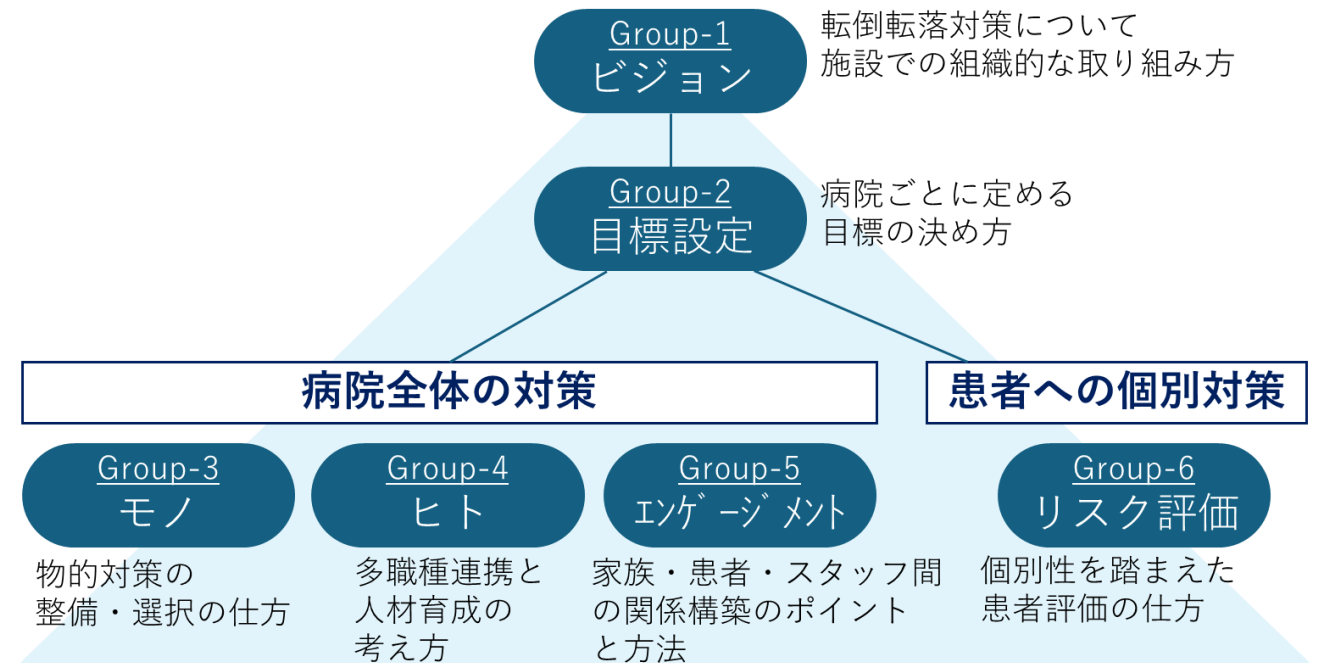 Group-1
ビジョン
転倒転落対策について
施設での組織的な取り組み方
Group-2
目標設定
病院ごとに定める
目標の決め方
病院全体の対策
患者への個別対策
Group-3
モノ
物的対策の
整備・選択の仕方
Group-4
ヒト
多職種連携と
人材育成の
考え方
Group-5
ｴﾝｹﾞｰｼﾞﾒﾝﾄ
家族・患者・スタッフ間
の関係構築のポイント
と方法
Group-6
リスク評価
個別性を踏まえた
患者評価の仕方